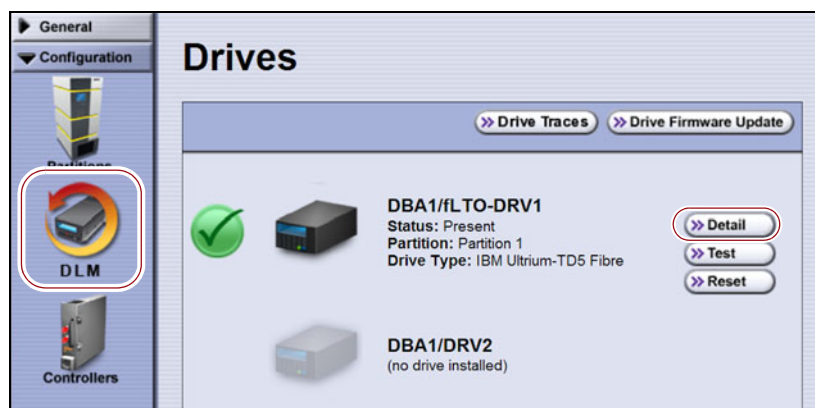 General
Configuration
Partitions
DLM
Controllers
Drives
Drive Traces
Drive Firmware Update
DBA1/fLTO-DRV1
Status: Present
Partition: Partition 1
Drive Type: IBM Ultrium-TD5 Fibre
Detail
Test
Reset
DBA1/DRV2
(no drive installed)